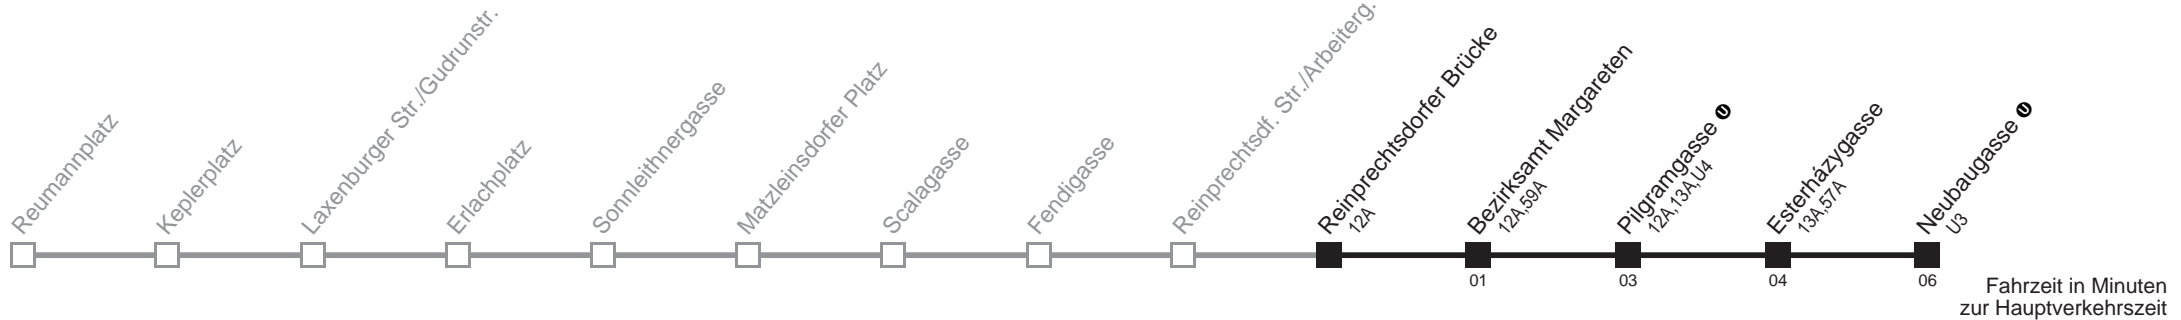 Reumannplatz
Keplerplatz
Laxenburger Str./Gudrunstr.
Erlachplatz
Sonnleithnergasse
Matzleinsdorfer Platz
Scalagasse
Fendigasse
Reinprechtsdf. Str./Arbeiterg.
Reinprechtsdorfer Brücke
12A
Bezirksamt Margareten
12A,59A
Pilgramgasse U
12A,13A,U4
Esterházygasse
13A,57A
Neubaugasse U
U3
01
03
04
06
Fahrzeit in Minuten
zur Hauptverkehrszeit